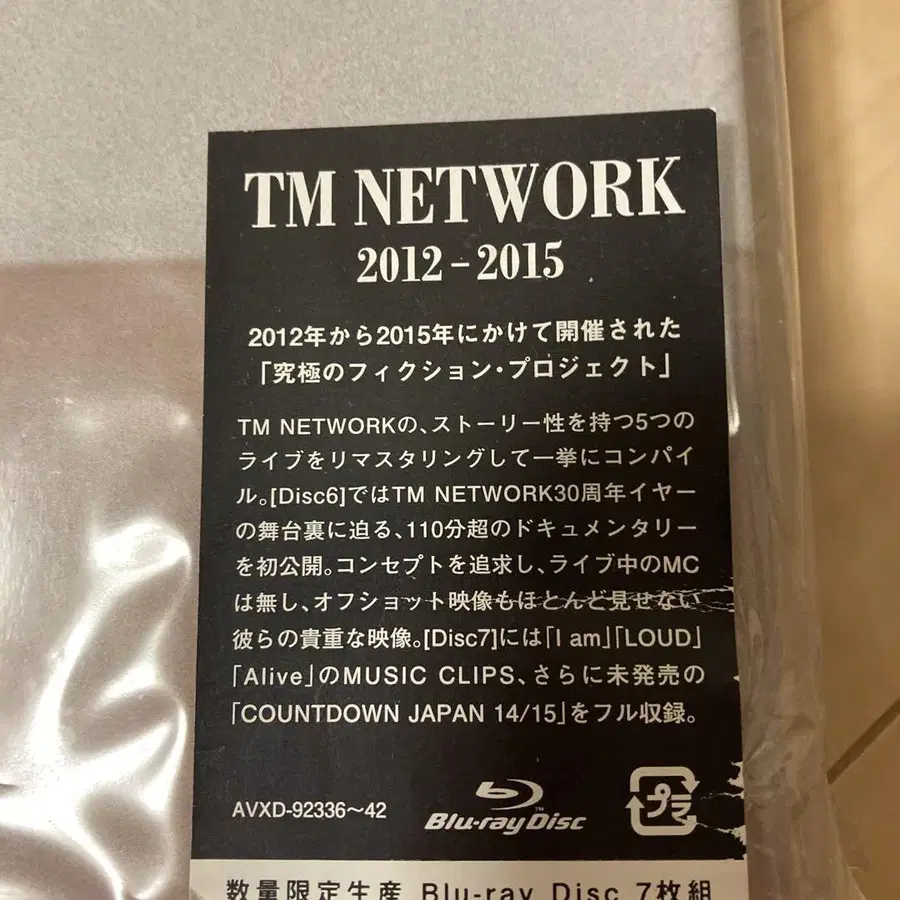 TM NETWORK
2012-2015
2012年から2015年にかけて開催された
「究極のフィクション・プロジェクト」
TM NETWORKの、ストーリー性を持つ5つの
ライブをリマスタリングして一挙にコンパイ
ル。[Disc6]ではTM NETWORK30周年イヤー
の舞台裏に迫る、110分超のドキュメンタリー
を初公開。コンセプトを追求し、ライブ中のMC
は無し、オフショット映像もほとんど見せない
彼らの貴重な映像。[Disc7]には「I am」「LOUD」
「Alive」のMUSIC CLIPS、さらに未発売の
「COUNTDOWN JAPAN 14/15」をフル収録。
AVXD-92336〜42
Blu-ray Disc™
プラ
数量限定生産 Blu-ray Disc 7枚組